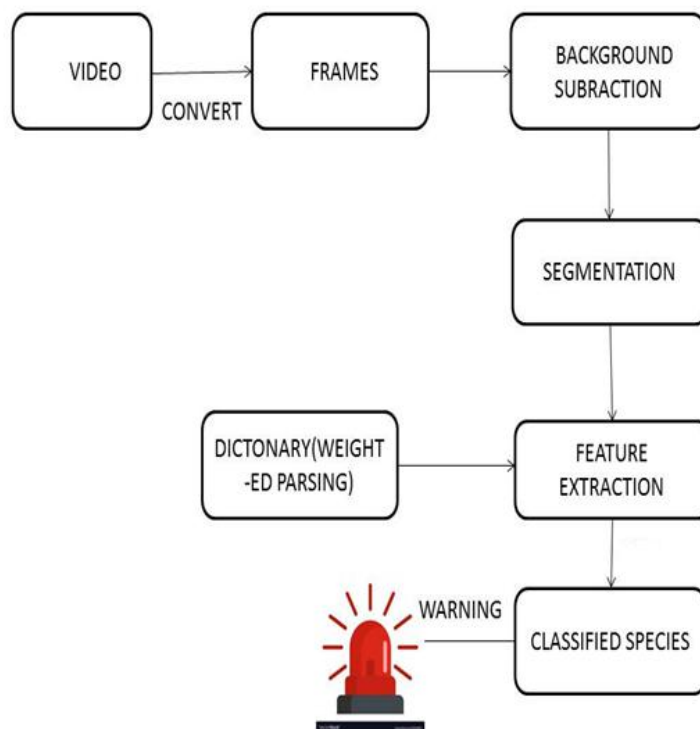 VIDEO
CONVERT
FRAMES
BACKGROUND
SUBRACTION
SEGMENTATION
DICTONARY(WEIGHT
-ED PARSING)
FEATURE
EXTRACTION
WARNING
CLASSIFIED SPECIES